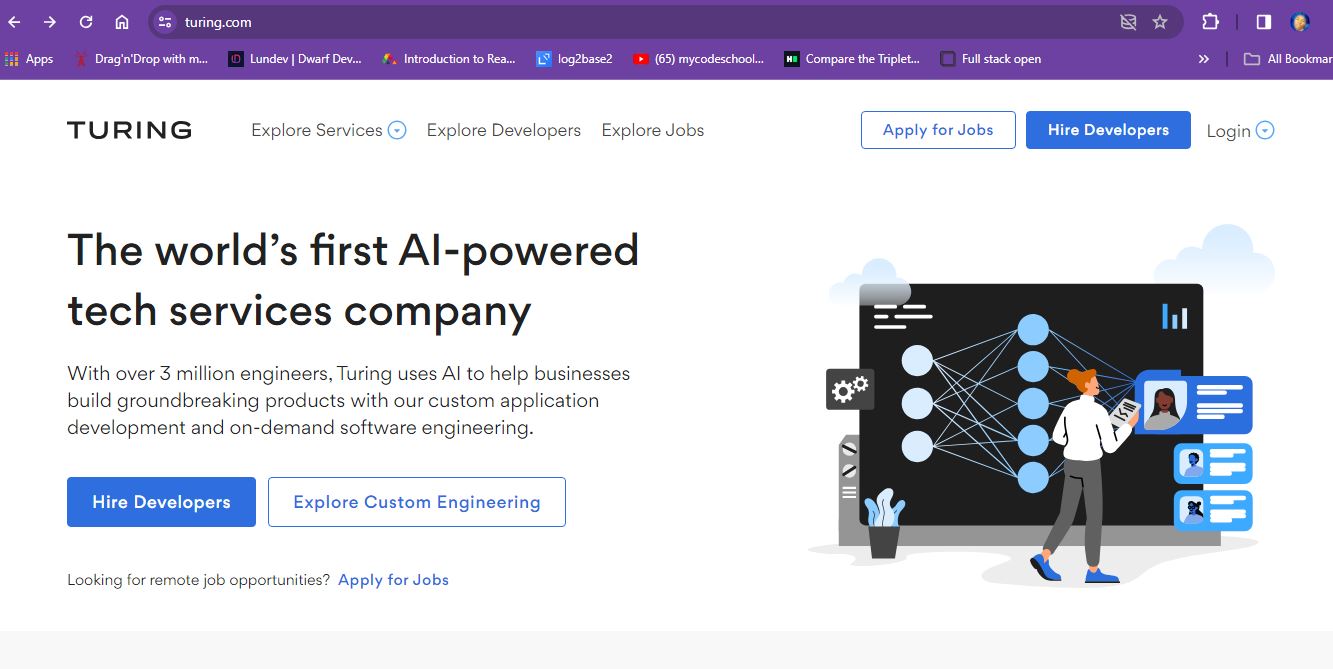 turing.com
Apps Drag'n'Drop with m... Lundev | Dwarf Dev... Introduction to Rea... log2base2 (65) mycodeschool... Compare the Triplet... Full stack open » All Bookmar
TURING Explore Services Explore Developers Explore Jobs Apply for Jobs Hire Developers Login
The world's first AI-powered
tech services company
With over 3 million engineers, Turing uses AI to help businesses
build groundbreaking products with our custom application
development and on-demand software engineering.
Hire Developers Explore Custom Engineering
Looking for remote job opportunities? Apply for Jobs